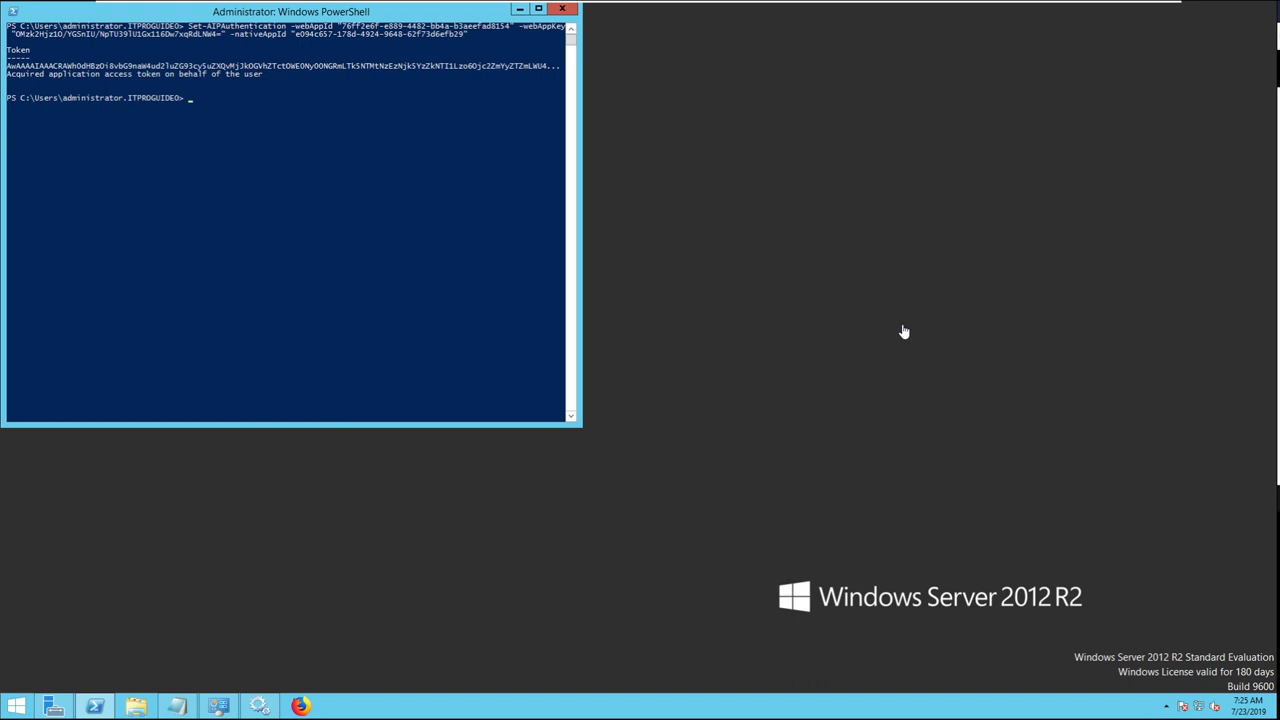 Administrator: Windows PowerShell
PS C:\Users\administrator.ITPROGUIDEO> Set-AIPAuthentication -webAppId "76ff2e6f-e889-4482-bb4a-b3aeefad8154" -webAppKey
"OMzk2Hjz1O/YGSnIU/NpTU39lU1Gx116Dw7xqRdLNW4=" -nativeAppId "e094c657-178d-4924-9648-62f73d6efb29"
Token
-----
AwAAAAIAAACRAWhOdHBzOi8vbG9naW4ud2luZG93cy5uZXQvMjJkOGVhZTctOWEONyOONGRmLTk5NTMtNzEzNjk5YzZkNTI1Lzo6Ojc2ZmYyZTZmLWU4...
Acquired application access token on behalf of the user
PS C:\Users\administrator.ITPROGUIDEO>
Windows Server 2012 R2
Windows Server 2012 R2 Standard Evaluation
Windows License valid for 180 days
Build 9600
7:25 AM
7/23/2019